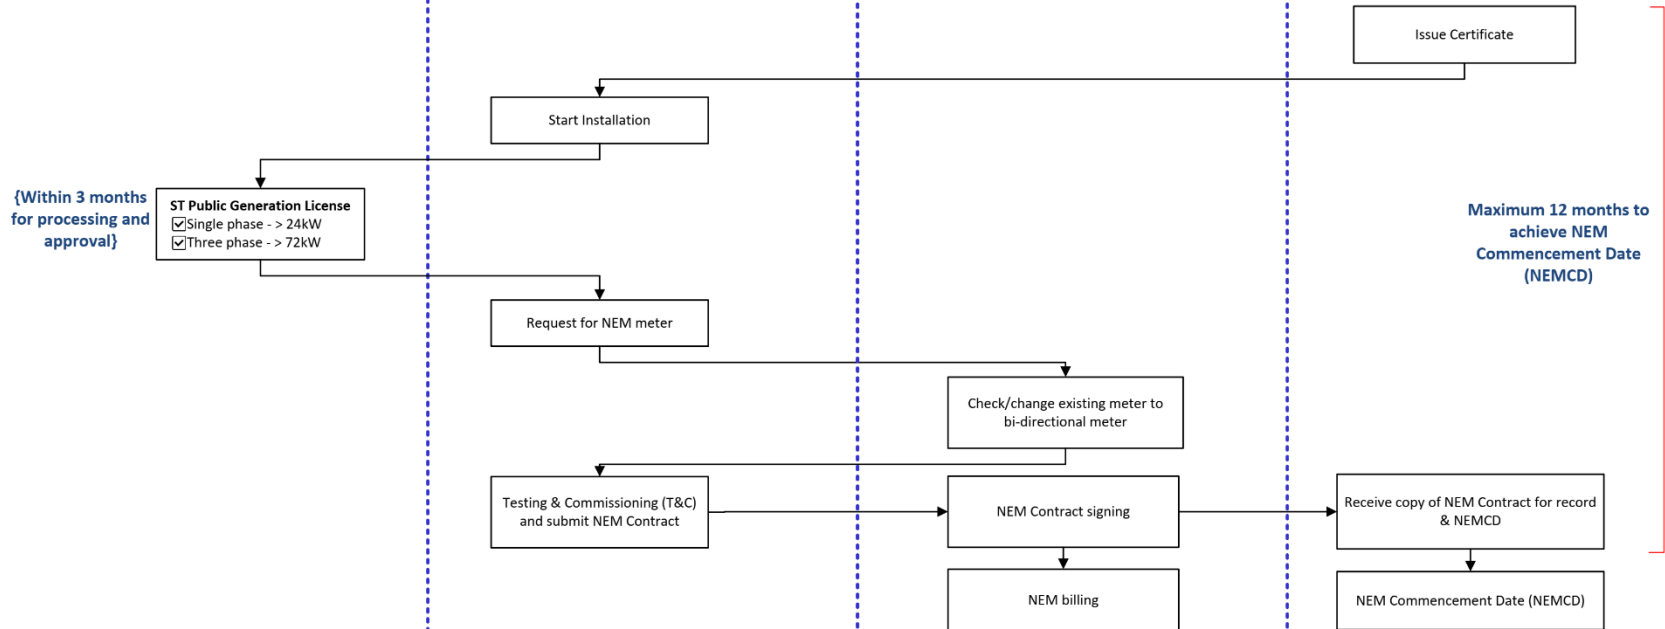 Issue Certificate
Start Installation
{Within 3 months
for processing and
approval}
ST Public Generation License
Single phase - > 24kW
Three phase - > 72kW
Maximum 12 months to
achieve NEM
Commencement Date
(NEMCD)
Request for NEM meter
Check/change existing meter to
bi-directional meter
Testing & Commissioning (T&C)
and submit NEM Contract
NEM Contract signing
Receive copy of NEM Contract for record
& NEMCD
NEM billing
NEM Commencement Date (NEMCD)